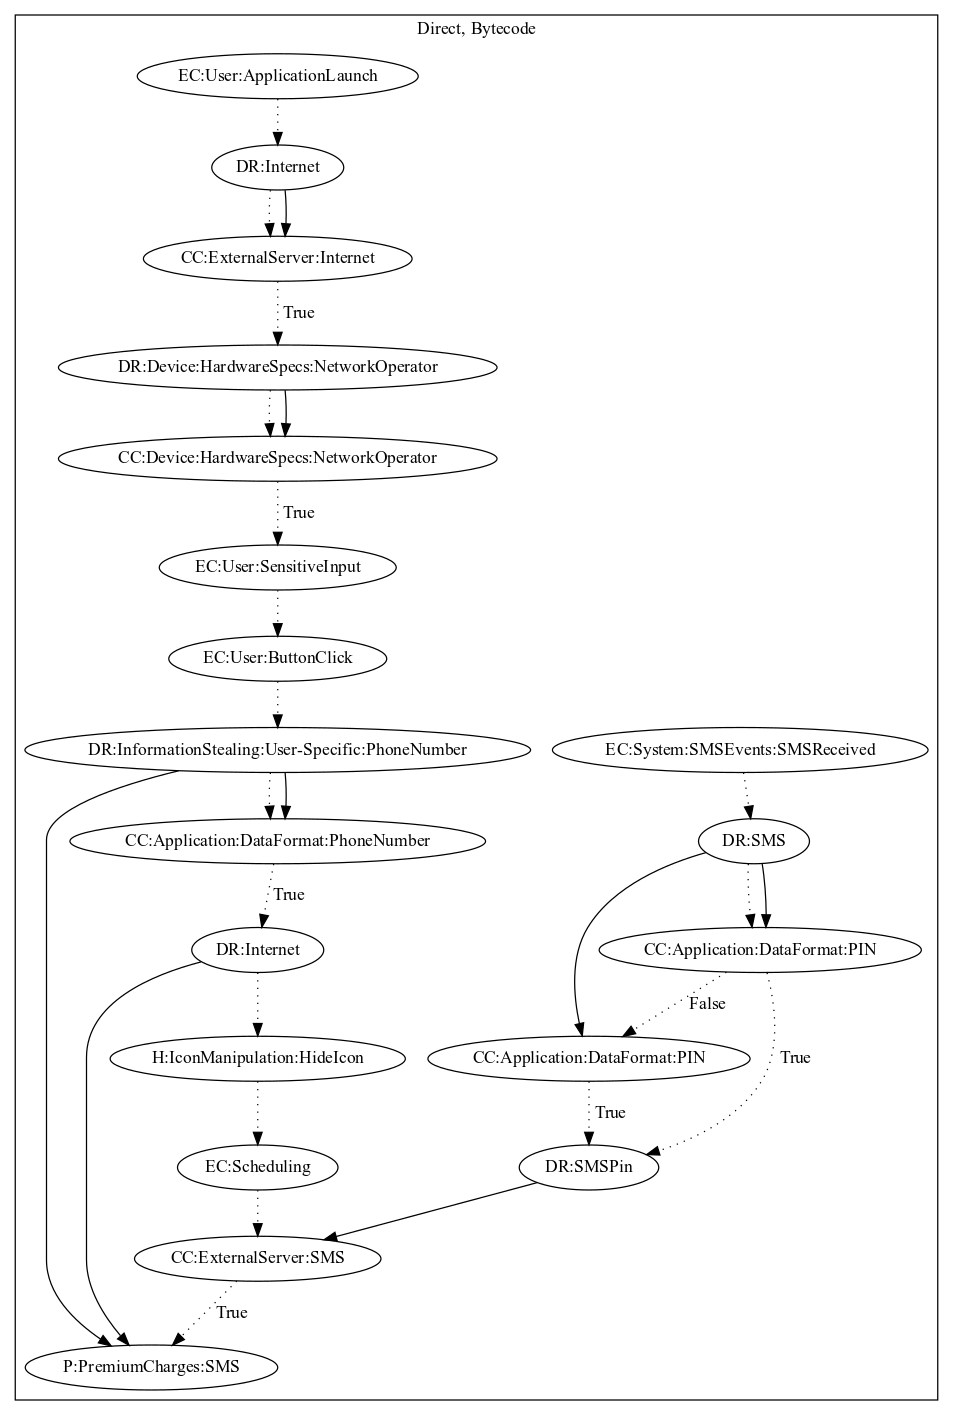 Direct, Bytecode
EC:User:ApplicationLaunch
DR:Internet
CC:ExternalServer:Internet
True
DR:Device:HardwareSpecs:NetworkOperator
CC:Device:HardwareSpecs:NetworkOperator
True
EC:User:SensitiveInput
EC:User:ButtonClick
DR:InformationStealing:User-Specific:PhoneNumber
EC:System:SMSEvents:SMSReceived
CC:Application:DataFormat:PhoneNumber
DR:SMS
True
DR:Internet
CC:Application:DataFormat:PIN
False
H:IconManipulation:HideIcon
CC:Application:DataFormat:PIN
True
True
EC:Scheduling
DR:SMSPin
CC:ExternalServer:SMS
True
P:PremiumCharges:SMS